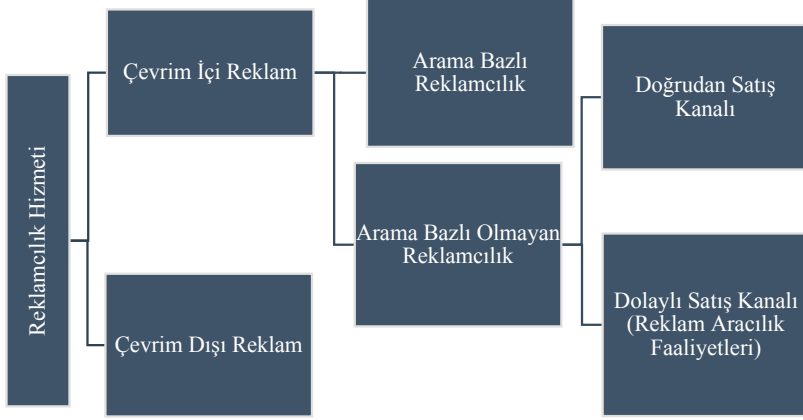 Reklamcılık Hizmeti
Çevrim İçi Reklam
Çevrim Dışı Reklam
Arama Bazlı
Reklamcılık
Arama Bazlı Olmayan
Reklamcılık
Doğrudan Satış
Kanalı
Dolaylı Satış Kanalı
(Reklam Aracılık
Faaliyetleri)